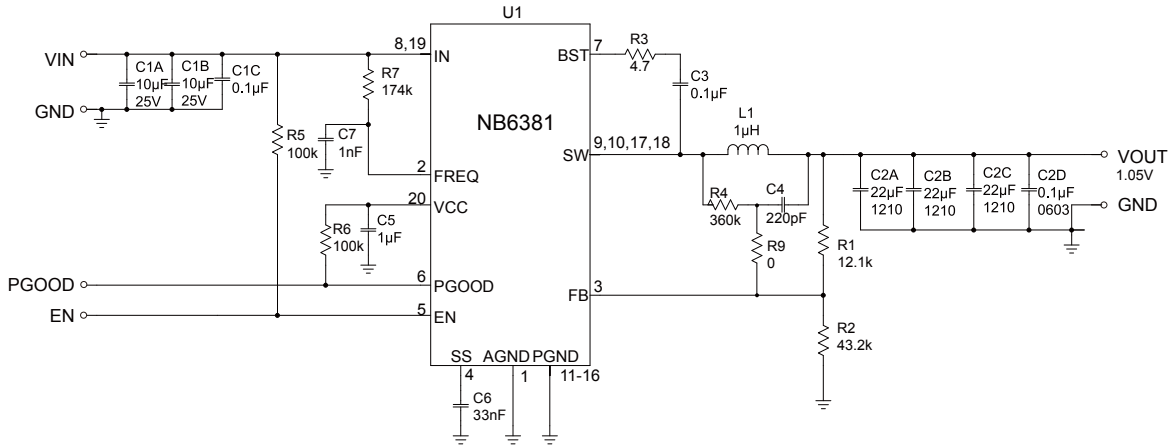 U1
VIN
GND
C1A
10µF
25V
C1B
10µF
25V
C1C
0.1µF
8,19
IN
R7
174k
C7
1nF
R5
100k
2
FREQ
20
VCC
R6
100k
C5
1µF
PGOOD
6
PGOOD
EN
5
EN
NB6381
SS
4
AGND
1
PGND
11-16
C6
33nF
BST
7
R3
4.7
C3
0.1µF
SW
9,10,17,18
L1
1µH
R4
360k
C4
220pF
R9
0
R1
12.1k
FB
3
R2
43.2k
C2A
22µF
1210
C2B
22µF
1210
C2C
22µF
1210
C2D
0.1µF
0603
VOUT
1.05V
GND